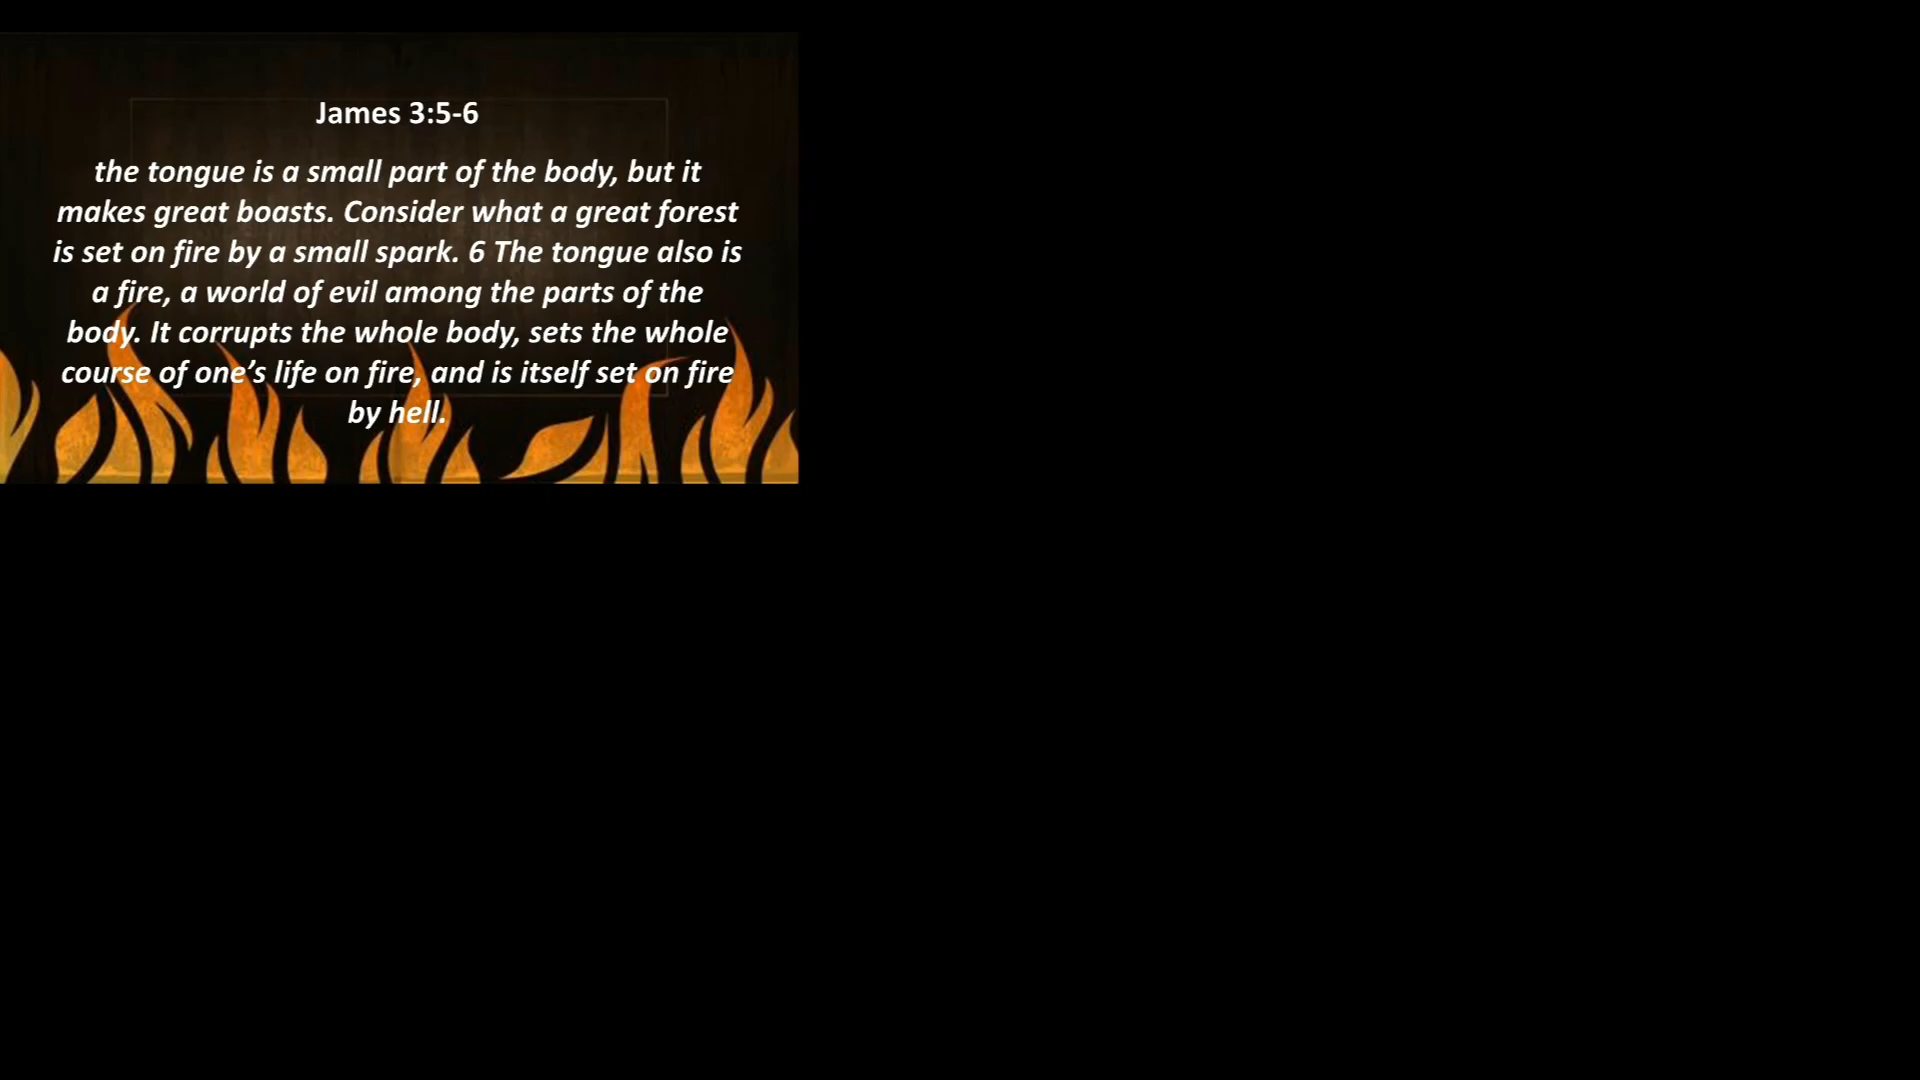 James 3:5-6
the tongue is a small part of the body, but it
makes great boasts. Consider what a great forest
is set on fire by a small spark. 6 The tongue also is
a fire, a world of evil among the parts of the
body. It corrupts the whole body, sets the whole
course of one’s life on fire, and is itself set on fire
by hell.